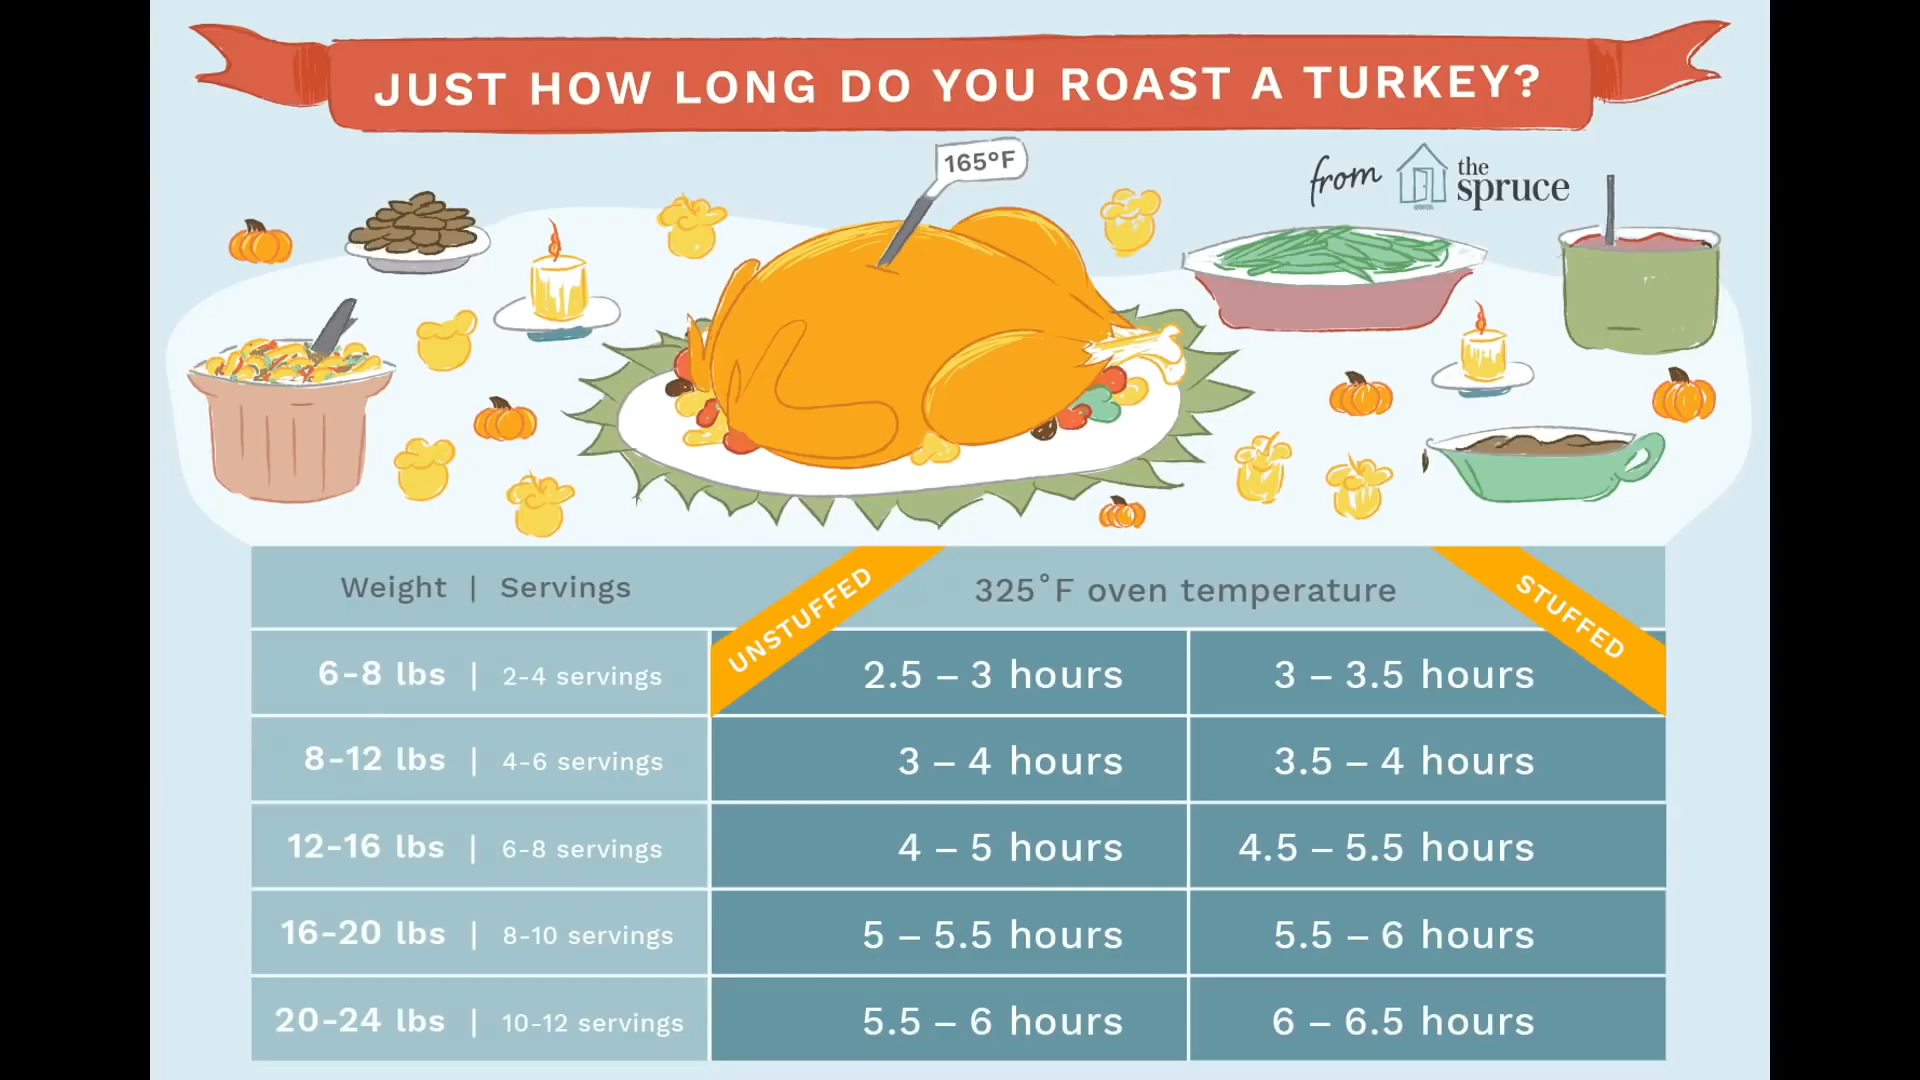 JUST HOW LONG DO YOU ROAST A TURKEY?
165°F
from the spruce
Weight | Servings
UNSTUFFED
325°F oven temperature
STUFFED
6-8 lbs | 2-4 servings 2.5 – 3 hours 3 – 3.5 hours
8-12 lbs | 4-6 servings 3 – 4 hours 3.5 – 4 hours
12-16 lbs | 6-8 servings 4 – 5 hours 4.5 – 5.5 hours
16-20 lbs | 8-10 servings 5 – 5.5 hours 5.5 – 6 hours
20-24 lbs | 10-12 servings 5.5 – 6 hours 6 – 6.5 hours